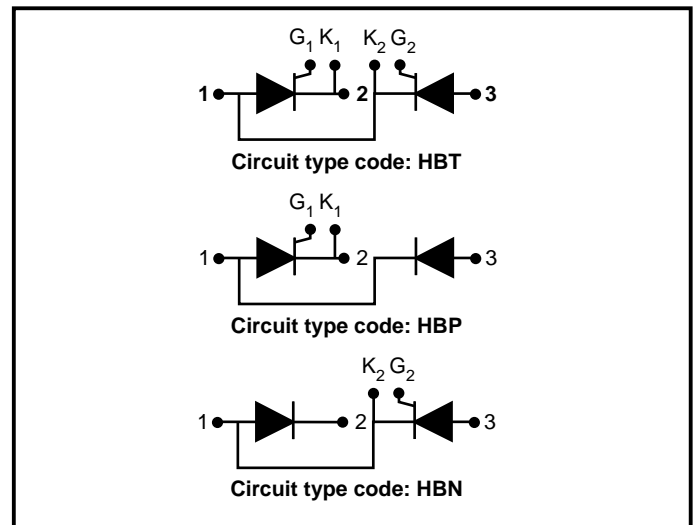 G1 K1 K2 G2
1 2 3
Circuit type code: HBT
G1 K1
1 2 3
Circuit type code: HBP
K2 G2
1 2 3
Circuit type code: HBN